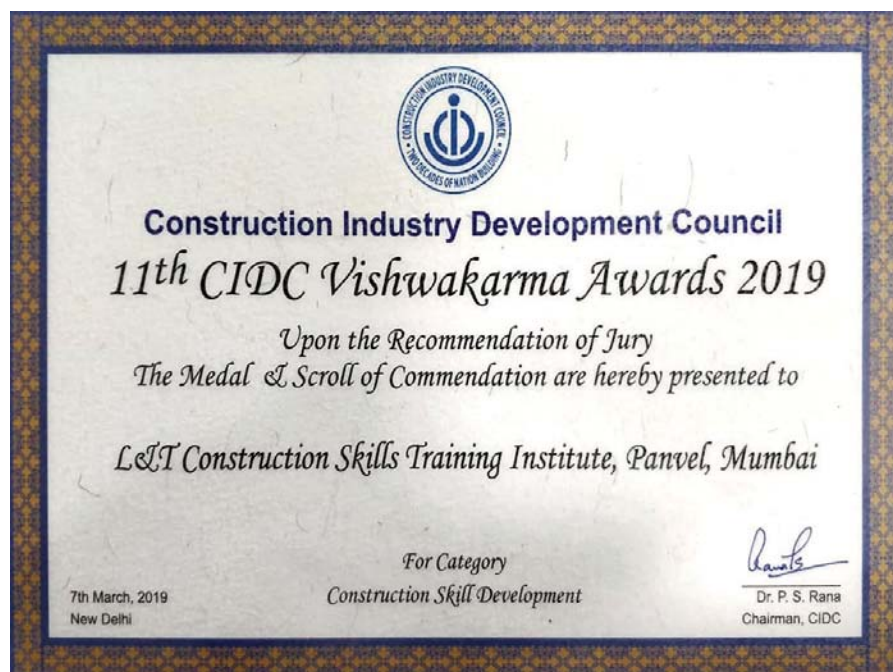 CONSTRUCTION INDUSTRY DEVELOPMENT COUNCIL
• TWO DECADES OF NATION BUILDING •
Construction Industry Development Council
11th CIDC Vishwakarma Awards 2019
Upon the Recommendation of Jury
The Medal & Scroll of Commendation are hereby presented to
L&T Construction Skills Training Institute, Panvel, Mumbai
For Category
Construction Skill Development
7th March, 2019
New Delhi
Dr. P. S. Rana
Chairman, CIDC